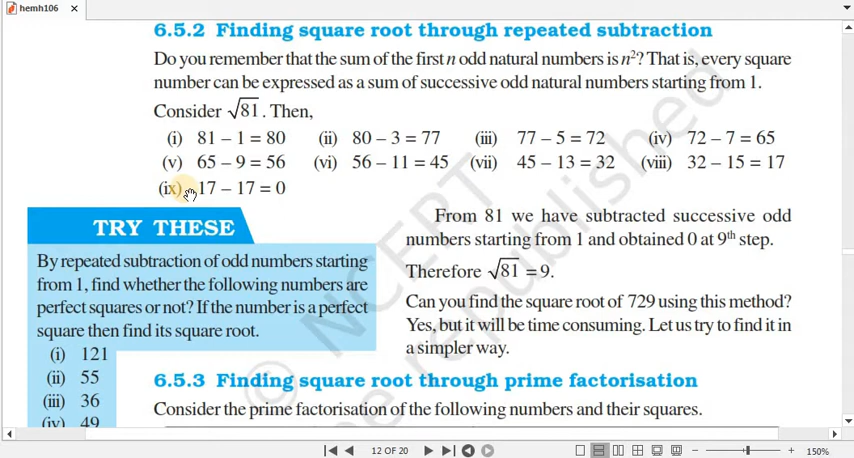 hemh106
6.5.2 Finding square root through repeated subtraction
Do you remember that the sum of the first n odd natural numbers is n²? That is, every square
number can be expressed as a sum of successive odd natural numbers starting from 1.
Consider √81. Then,
(i) 81 – 1 = 80 (ii) 80 – 3 = 77 (iii) 77 – 5 = 72 (iv) 72 – 7 = 65
(v) 65 – 9 = 56 (vi) 56 – 11 = 45 (vii) 45 – 13 = 32 (viii) 32 – 15 = 17
(ix) 17 – 17 = 0
TRY THESE
By repeated subtraction of odd numbers starting
from 1, find whether the following numbers are
perfect squares or not? If the number is a perfect
square then find its square root.
(i) 121
(ii) 55
(iii) 36
(iv) 49
From 81 we have subtracted successive odd
numbers starting from 1 and obtained 0 at 9th step.
Therefore √81 = 9.
Can you find the square root of 729 using this method?
Yes, but it will be time consuming. Let us try to find it in
a simpler way.
6.5.3 Finding square root through prime factorisation
Consider the prime factorisation of the following numbers and their squares.
© NCERT
be republished
12 OF 20
150%